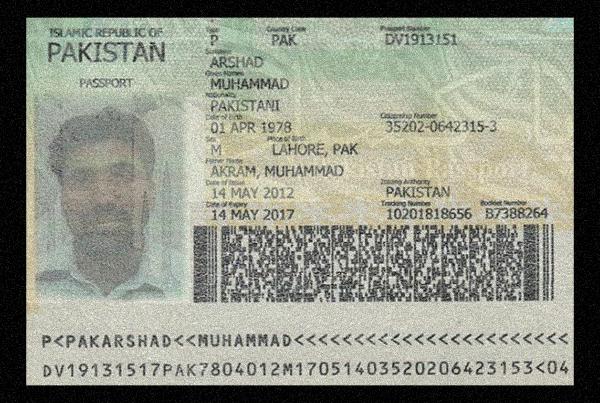 ISLAMIC REPUBLIC OF
PAKISTAN
PASSPORT
Type Country Code Passport Number
P PAK DV1913151
ARSHAD
Given Names
MUHAMMAD
Nationality
PAKISTANI
Date of Birth Citizenship Number
01 APR 1978 35202-0642315-3
Sex Place of Birth
M LAHORE, PAK
Father Name
AKRAM, MUHAMMAD
Date of Issue Issuing Authority
14 MAY 2012 PAKISTAN
Date of Expiry Tracking Number Booklet Number
14 MAY 2017 10201818656 B7388264
P<PAKARSHAD<<MUHAMMAD<<<<<<<<<<<<<<<<<<<<<<<
DV19131517PAK7804012M17051403520206423153<04